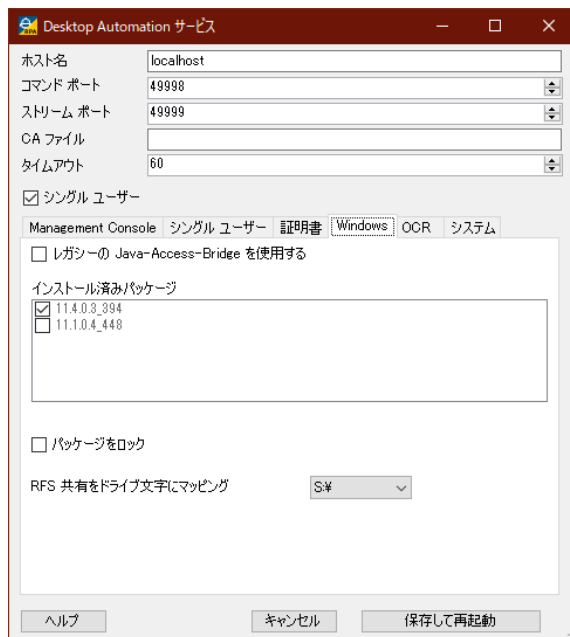 RPA Desktop Automation サービス
ホスト名 localhost
コマンド ポート 49998
ストリーム ポート 49999
CA ファイル
タイムアウト 60
シングル ユーザー
Management Console シングル ユーザー 証明書 Windows OCR システム
レガシーの Java-Access-Bridge を使用する
インストール済みパッケージ
11.4.0.3_394
11.1.0.4_448
パッケージをロック
RFS 共有をドライブ文字にマッピング S:¥
ヘルプ キャンセル 保存して再起動